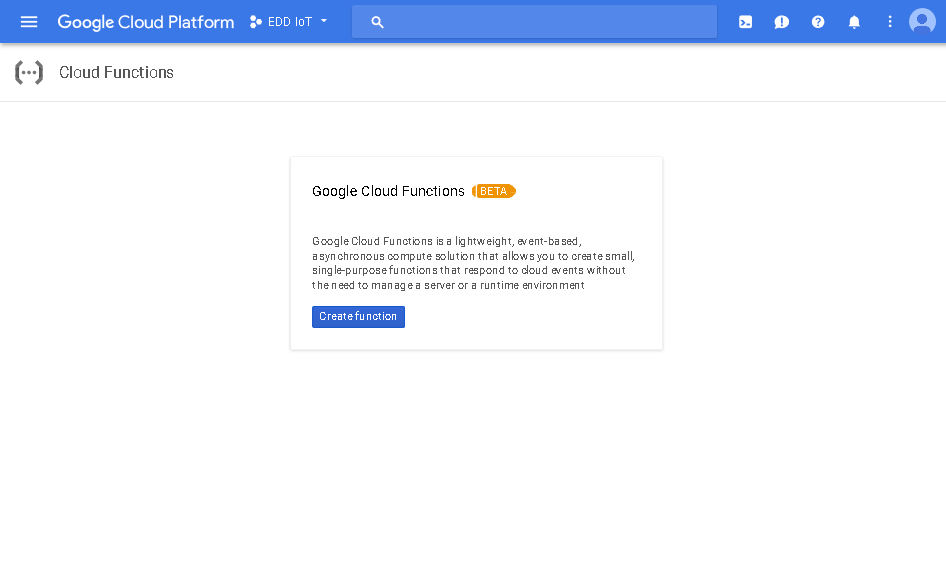 Google Cloud Platform
EDD IoT
Cloud Functions
Google Cloud Functions BETA
Google Cloud Functions is a lightweight, event-based,
asynchronous compute solution that allows you to create small,
single-purpose functions that respond to cloud events without
the need to manage a server or a runtime environment
Create function